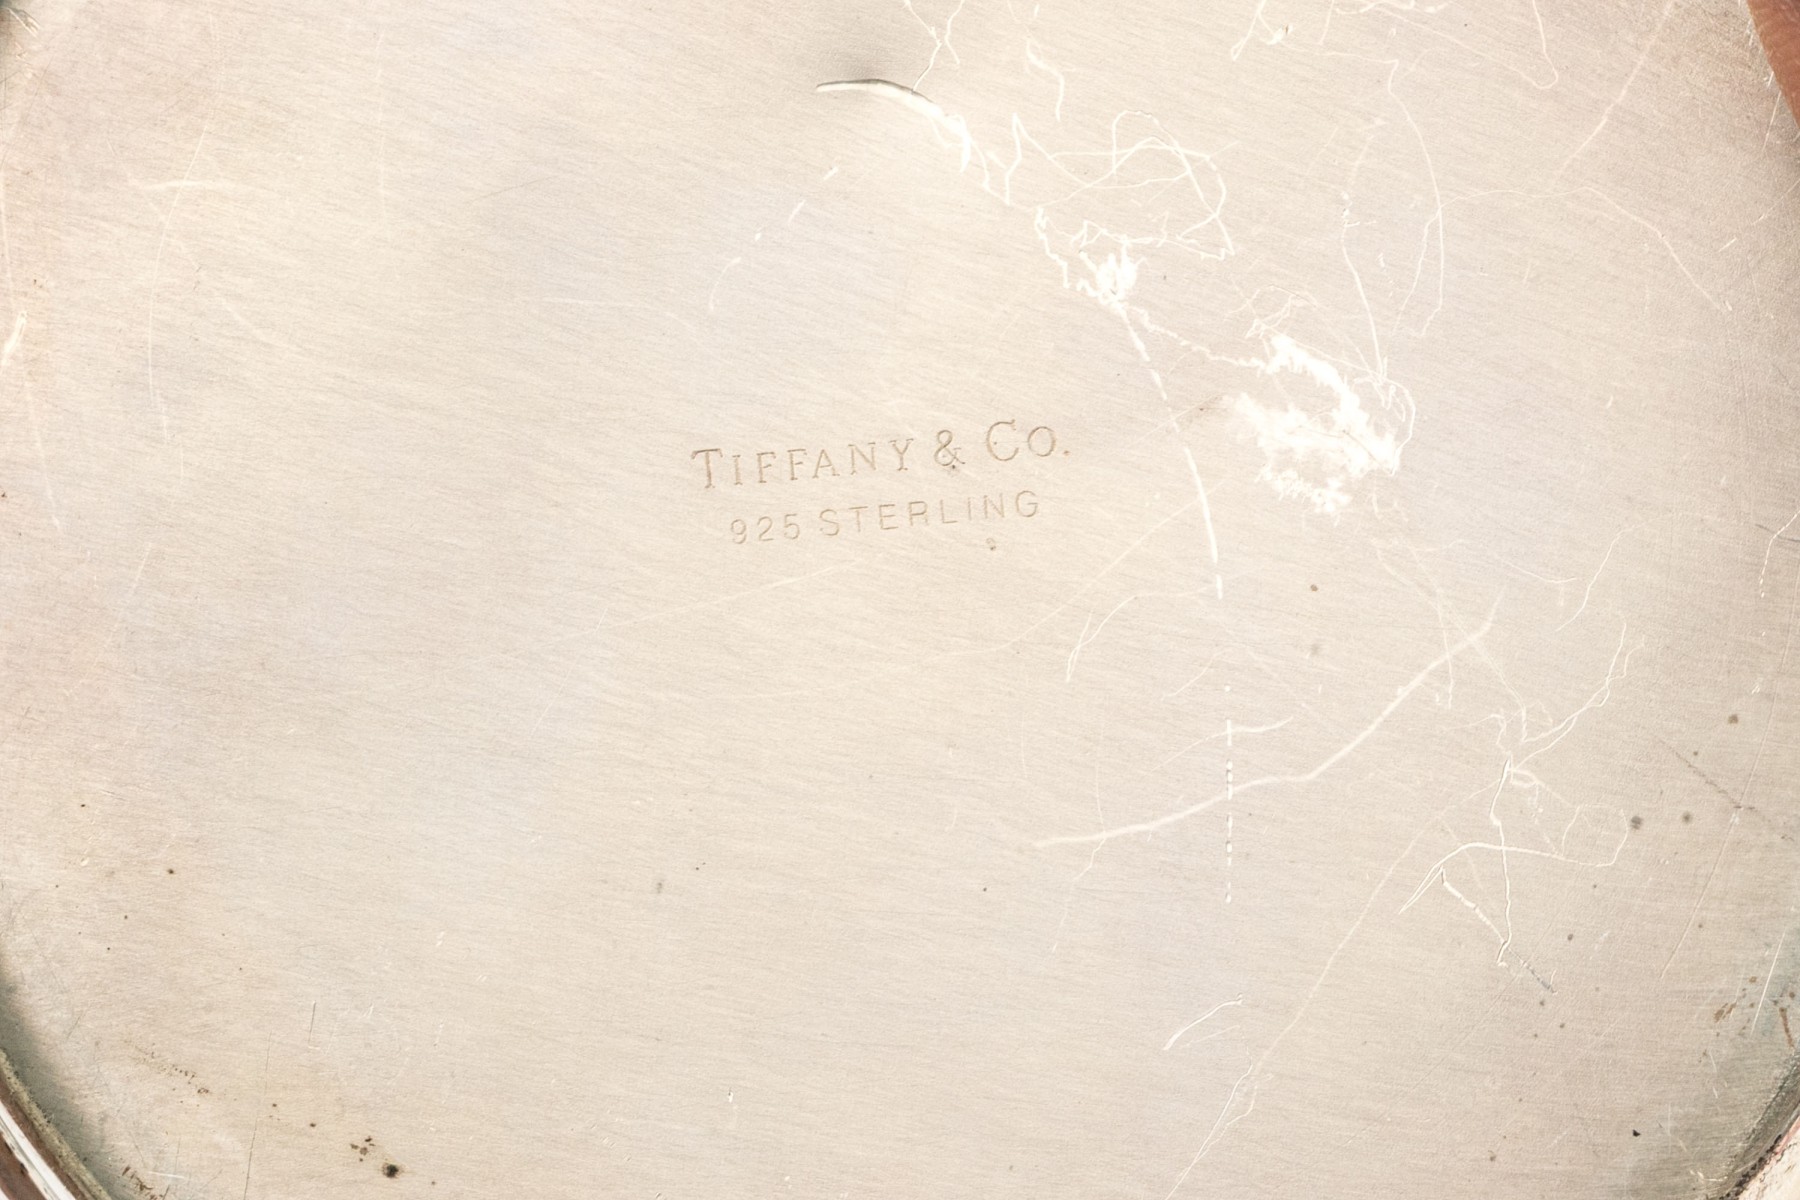 TIFFANY & CO.
925 STERLING